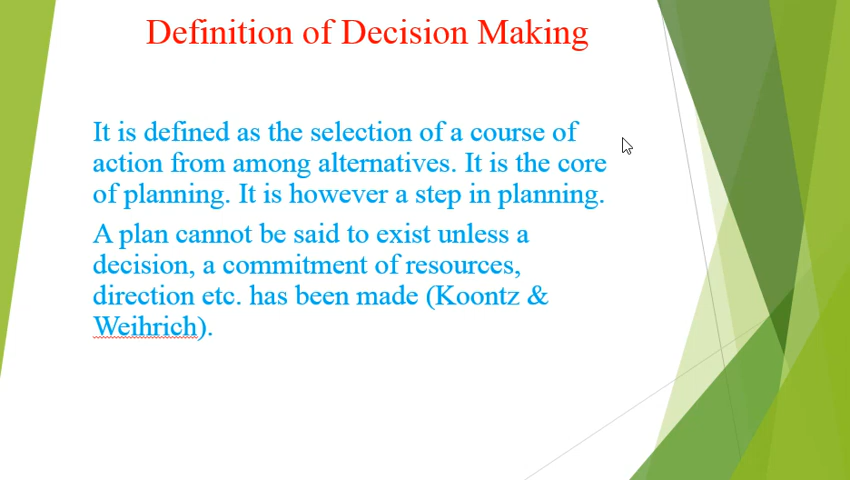 Definition of Decision Making
It is defined as the selection of a course of
action from among alternatives. It is the core
of planning. It is however a step in planning.
A plan cannot be said to exist unless a
decision, a commitment of resources,
direction etc. has been made (Koontz &
Weihrich).